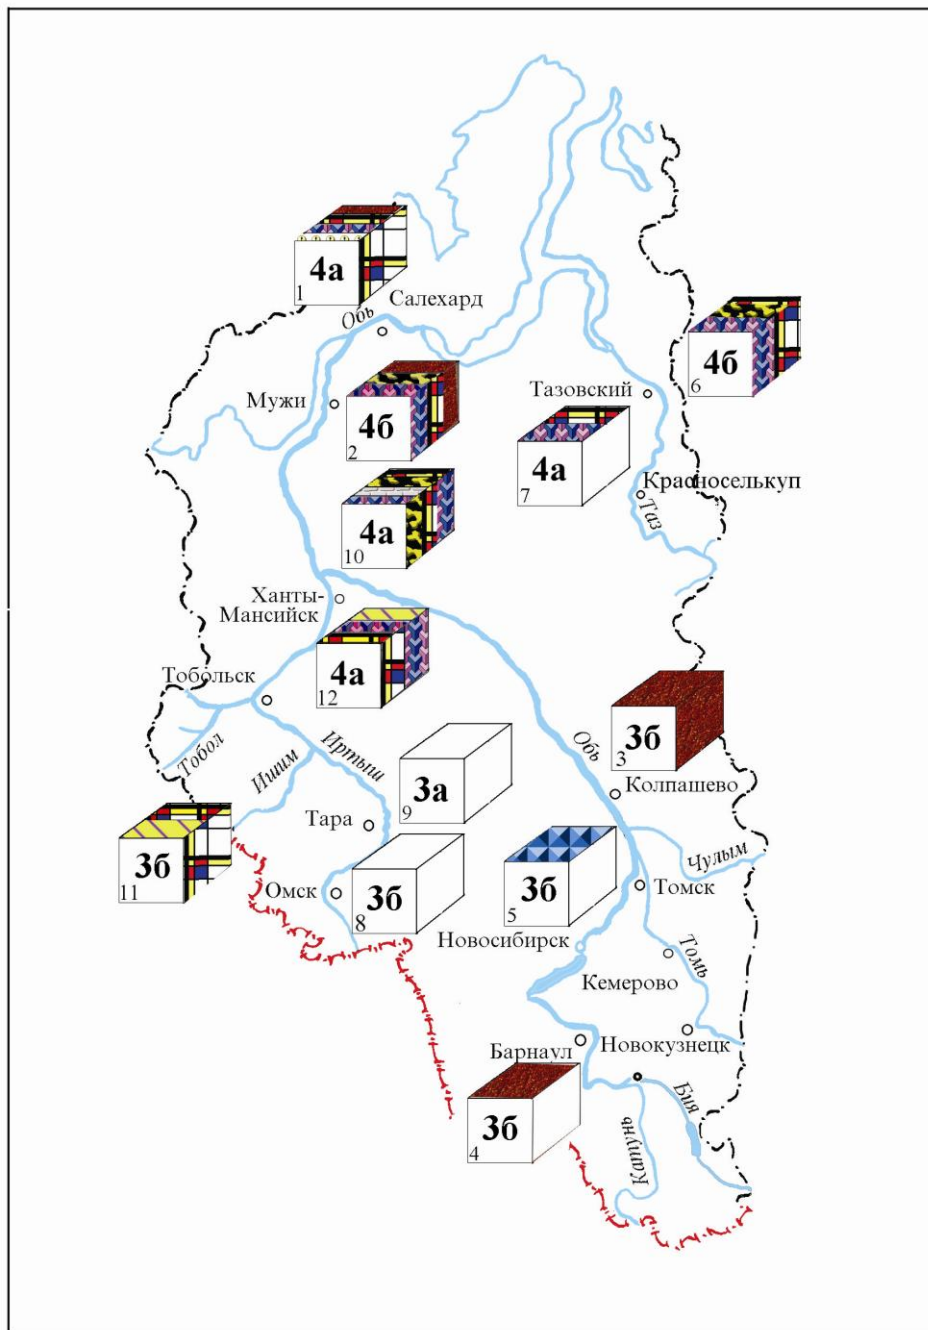 4а
1
Обь
Салехард
4б
6
Тазовский
Мужи
4б
2
4а
7
Красноселькуп
Таз
4а
10
Ханты-
Мансийск
4а
12
Тобольск
3б
3
Обь
Тобол
Ишим
Иртыш
3а
9
Колпашево
Тара
3б
11
Чулым
3б
5
Томск
Омск
3б
8
Новосибирск
Томь
Кемерово
Барнаул
Новокузнецк
Бия
3б
4
Катунь